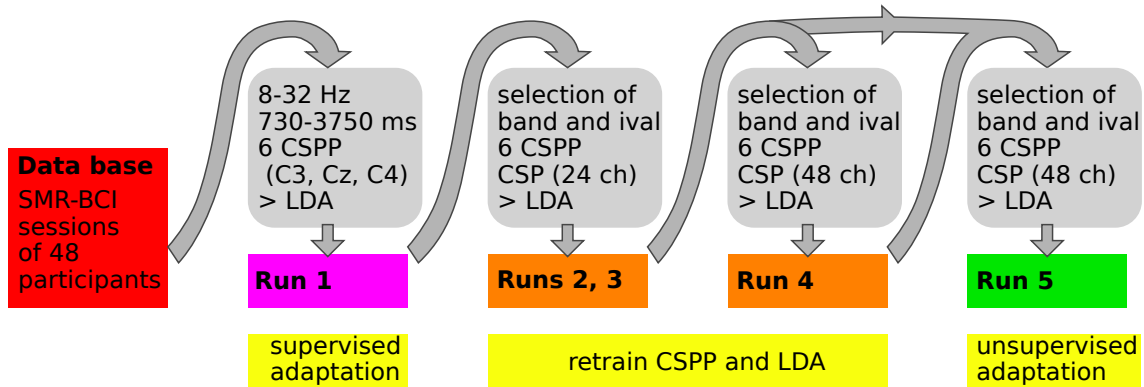 Data base
SMR-BCI
sessions
of 48
participants
8-32 Hz
730-3750 ms
6 CSPP
(C3, Cz, C4)
> LDA
Run 1
supervised
adaptation
selection of
band and ival
6 CSPP
CSP (24 ch)
> LDA
Runs 2, 3
selection of
band and ival
6 CSPP
CSP (48 ch)
> LDA
Run 4
retrain CSPP and LDA
selection of
band and ival
6 CSPP
CSP (48 ch)
> LDA
Run 5
unsupervised
adaptation